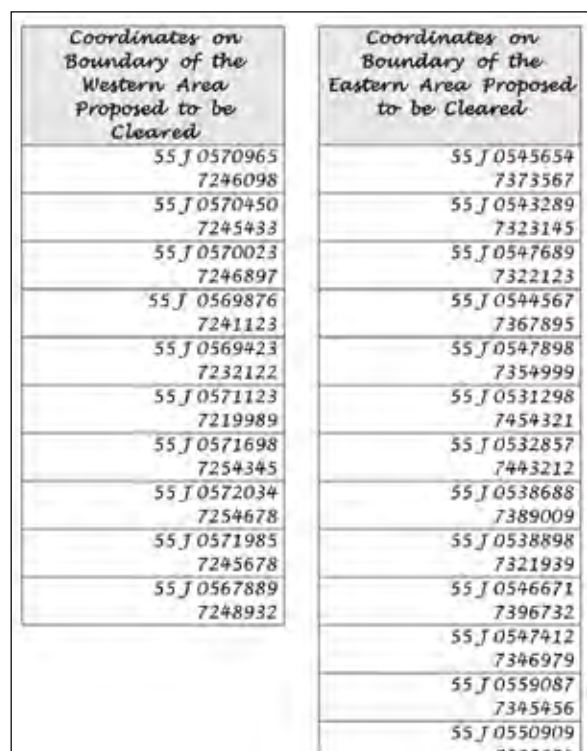 Coordinates on
Boundary of the
Western Area
Proposed to be
Cleared
55 J 0570965
7246098
55 J 0570450
7245433
55 J 0570023
7246897
55 J 0569876
7241123
55 J 0569423
7232122
55 J 0571123
7219989
55 J 0571698
7254345
55 J 0572034
7254678
55 J 0571985
7245678
55 J 0567889
7248932
Coordinates on
Boundary of the
Eastern Area Proposed
to be Cleared
55 J 0545654
7373567
55 J 0543289
7323145
55 J 0547689
7322123
55 J 0544567
7367895
55 J 0547898
7354999
55 J 0531298
7454321
55 J 0532857
7443212
55 J 0538688
7389009
55 J 0538898
7321939
55 J 0546671
7396732
55 J 0547412
7346979
55 J 0559087
7345456
55 J 0550909